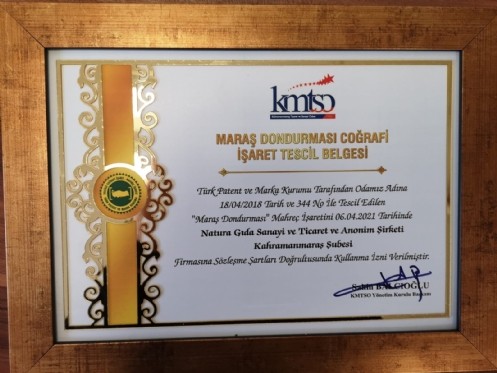 kmtso
MARAŞ DONDURMASI COĞRAFİ
İŞARET TESCİL BELGESİ
Türk Patent ve Marka Kurumu Tarafından Odamız Adına
18/04/2018 Tarih ve 344 No İle Tescil Edilen
"Maraş Dondurması" Mahreç İşaretini 06.04.2021 Tarihinde
Natura Gıda Sanayi ve Ticaret ve Anonim Şirketi
Kahramanmaraş Şubesi
Firmasına Sözleşme Şartları Doğrultusunda Kullanma İzni Verilmiştir.
Şahin BALCIOĞLU
KMTSO Yönetim Kurulu Başkanı